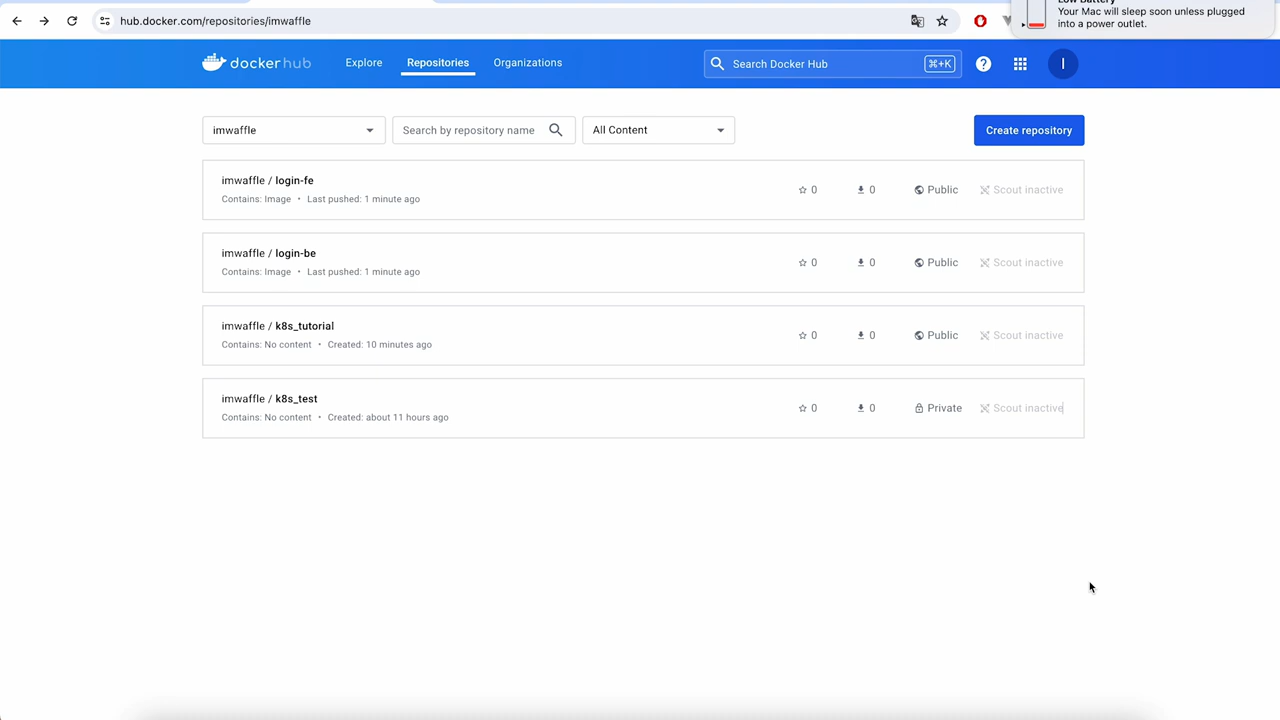 Low Battery
Your Mac will sleep soon unless plugged
into a power outlet.
hub.docker.com/repositories/imwaffle
dockerhub
Explore
Repositories
Organizations
Search Docker Hub
⌘+K
?
I
imwaffle
Search by repository name
All Content
Create repository
imwaffle / login-fe
Contains: Image • Last pushed: 1 minute ago
0
0
Public
Scout inactive
imwaffle / login-be
Contains: Image • Last pushed: 1 minute ago
0
0
Public
Scout inactive
imwaffle / k8s_tutorial
Contains: No content • Created: 10 minutes ago
0
0
Public
Scout inactive
imwaffle / k8s_test
Contains: No content • Created: about 11 hours ago
0
0
Private
Scout inactive